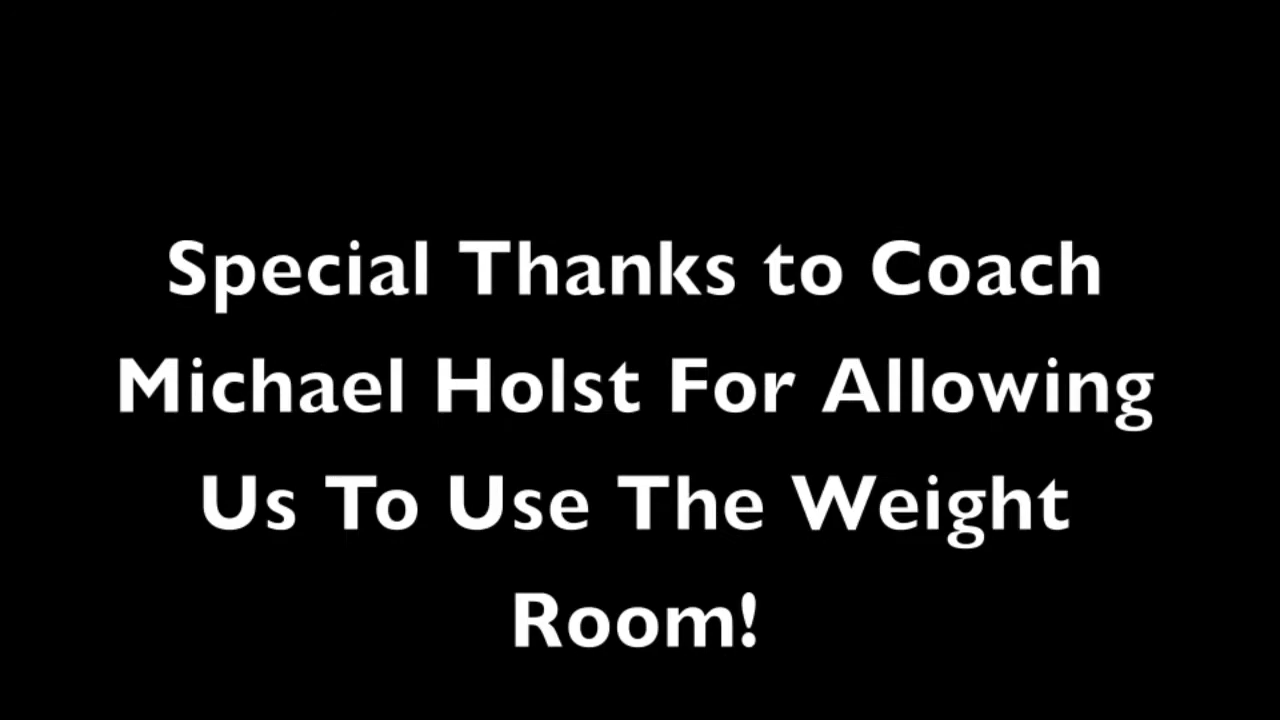 Special Thanks to Coach
Michael Holst For Allowing
Us To Use The Weight
Room!